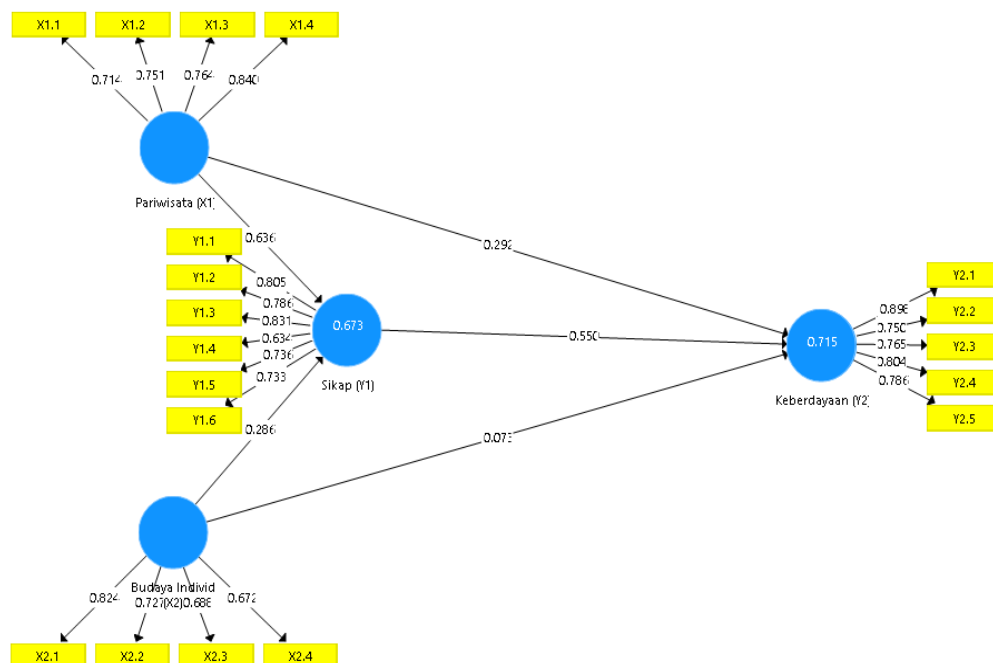 X1.1 X1.2 X1.3 X1.4
0.714 0.751 0.764 0.840
Pariwisata (X1)
0.636
0.292
Y1.1
Y1.2
Y1.3
Y1.4
Y1.5
Y1.6
0.805
0.786
0.831
0.634
0.736
0.733
0.673
Sikap (Y1)
0.550
0.286
0.073
0.715
Keberdayaan (Y2)
0.896
0.750
0.765
0.804
0.786
Y2.1
Y2.2
Y2.3
Y2.4
Y2.5
Budaya Individ
(X2)
0.824 0.727 0.686 0.672
X2.1 X2.2 X2.3 X2.4